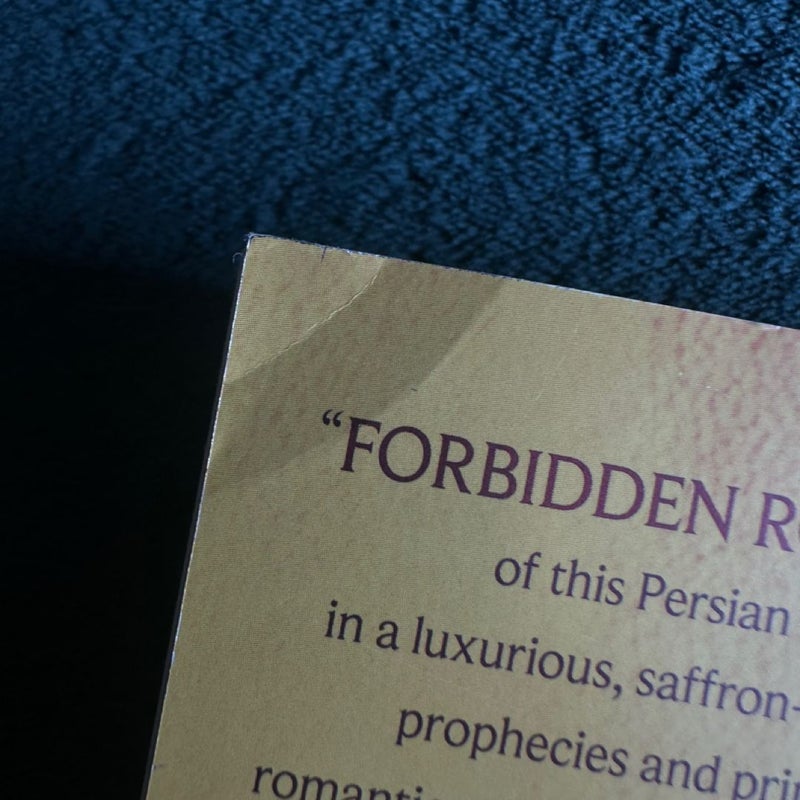 “FORBIDDEN
of this Persian
in a luxurious, saffron-
prophecies and